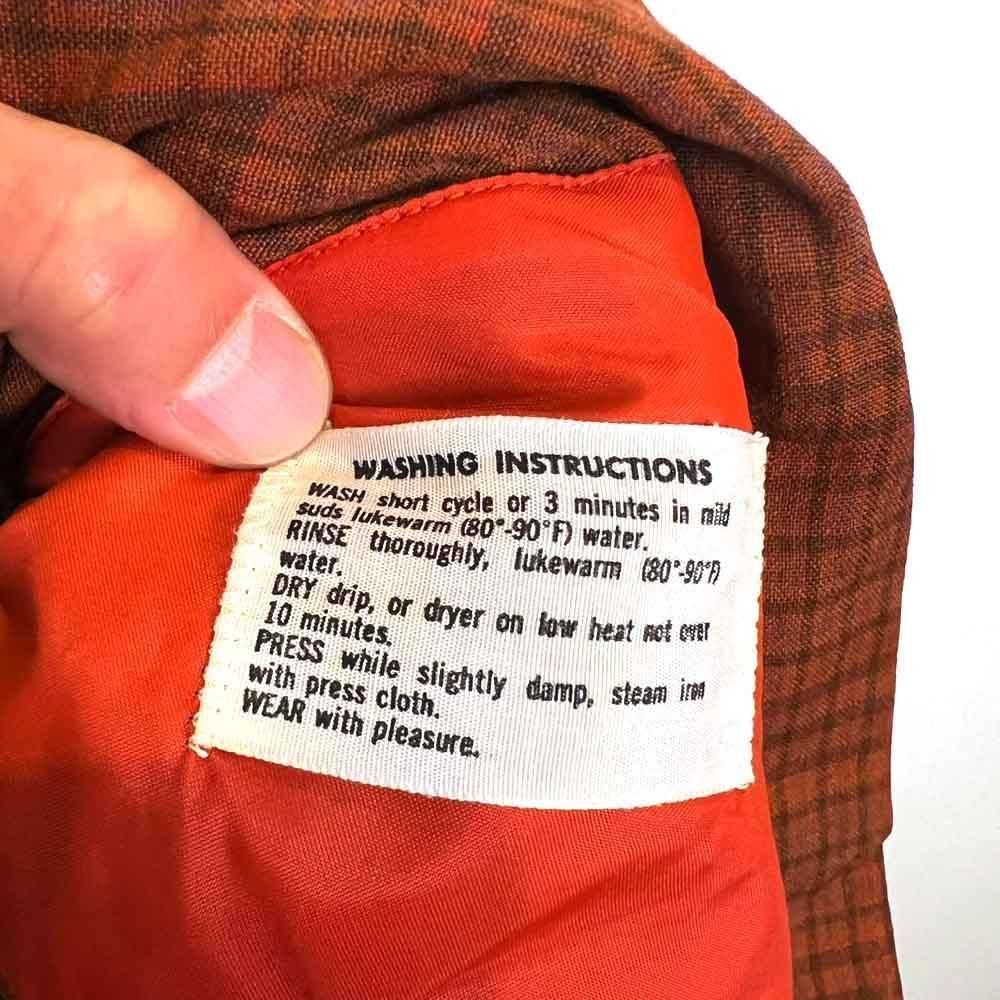 WASHING INSTRUCTIONS
WASH short cycle or 3 minutes in mild
suds lukewarm (80°-90°F) water.
RINSE thoroughly, lukewarm (80°-90°F)
water.
DRY drip, or dryer on low heat not over
10 minutes.
PRESS while slightly damp, steam iron
with press cloth.
WEAR with pleasure.